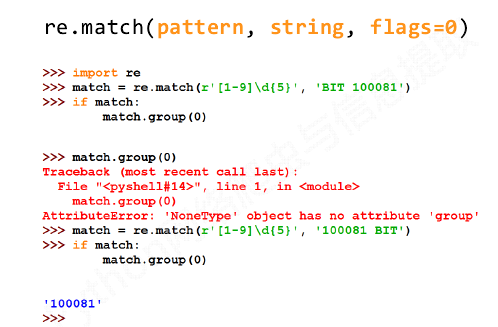 re.match(pattern, string, flags=0)
>>> import re
>>> match = re.match(r'[1-9]\d{5}', 'BIT 100081')
>>> if match:
        match.group(0)
>>> match.group(0)
Traceback (most recent call last):
  File "<pyshell#14>", line 1, in <module>
    match.group(0)
AttributeError: 'NoneType' object has no attribute 'group'
>>> match = re.match(r'[1-9]\d{5}', '100081 BIT')
>>> if match:
        match.group(0)
'100081'
>>>